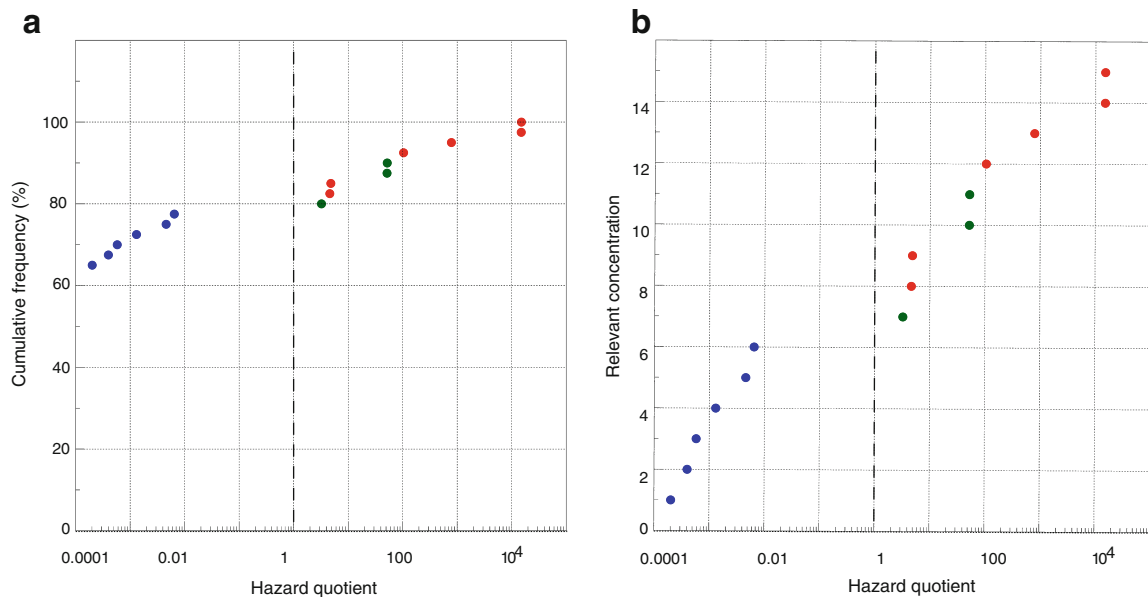 a
Cumulative frequency (%)
100
80
60
40
20
0
0.0001 0.01 1 100 10⁴
Hazard quotient
b
Relevant concentration
14
12
10
8
6
4
2
0
0.0001 0.01 1 100 10⁴
Hazard quotient